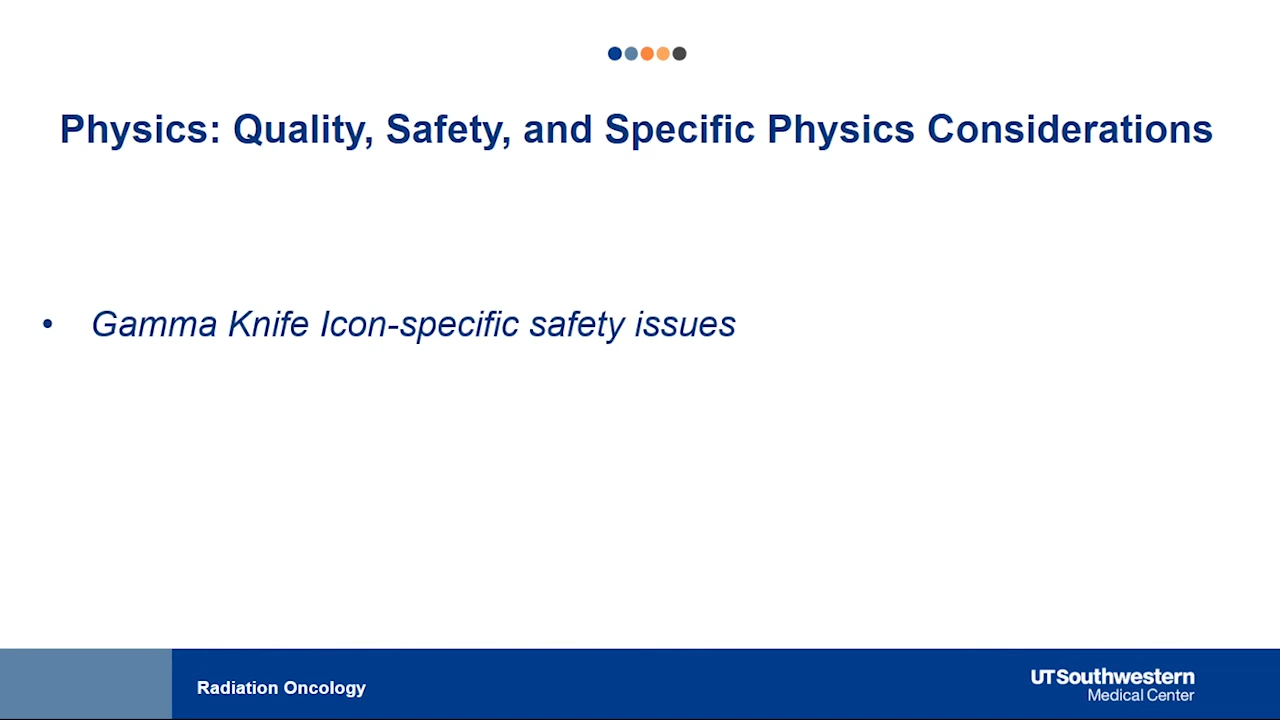 Physics: Quality, Safety, and Specific Physics Considerations
• Gamma Knife Icon-specific safety issues
Radiation Oncology
UTSouthwestern
Medical Center